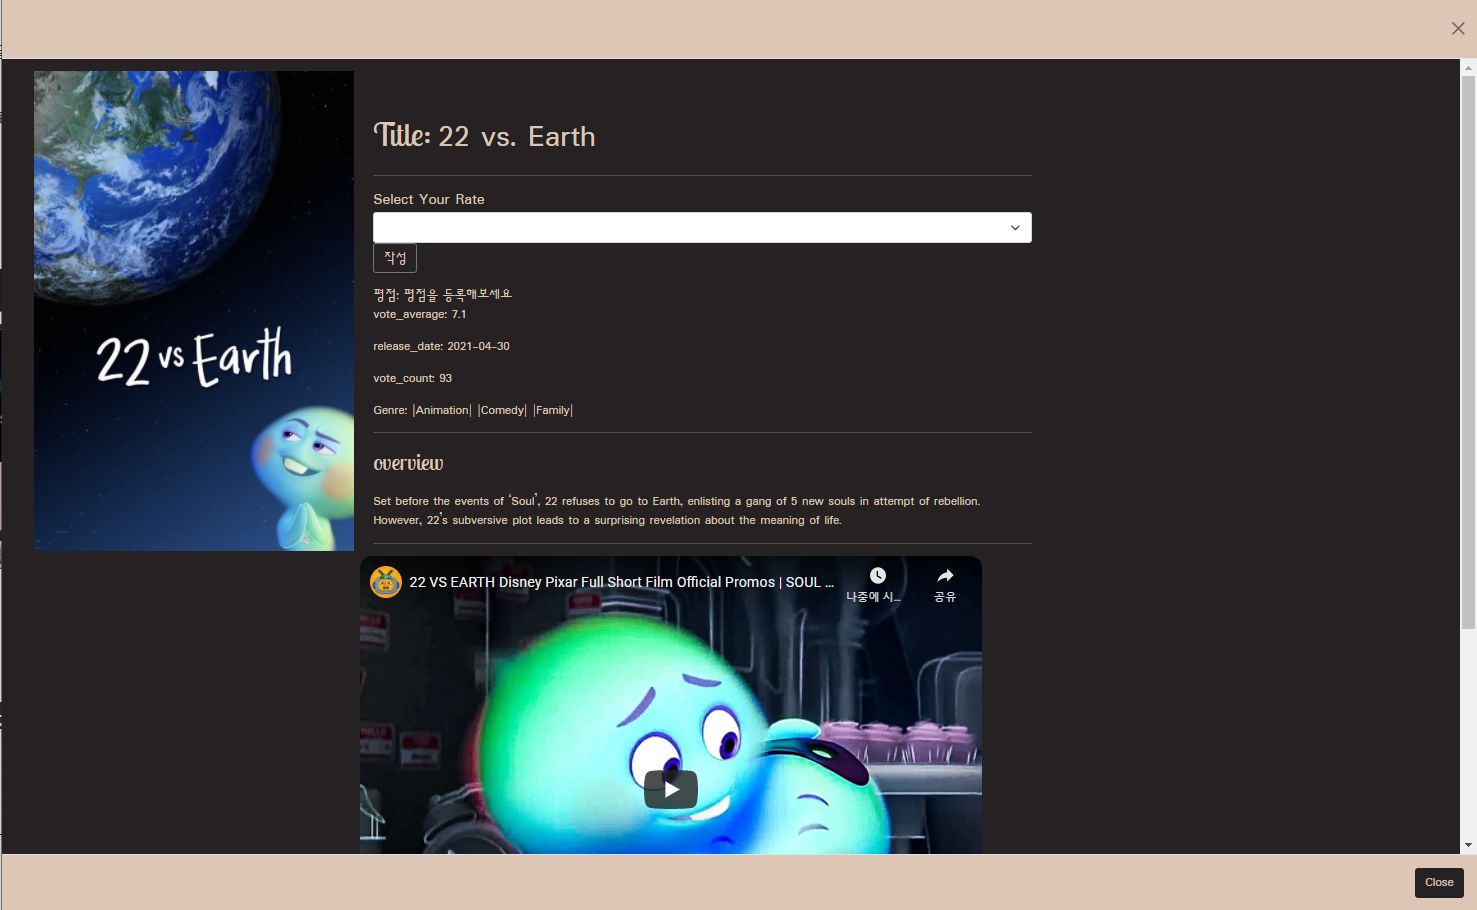 Title: 22 vs. Earth
Select Your Rate
작성
평점: 평점을 등록해보세요
vote_average: 7.1
release_date: 2021-04-30
vote_count: 93
Genre: |Animation| |Comedy| |Family|
22 vs Earth
overview
Set before the events of ‘Soul’, 22 refuses to go to Earth, enlisting a gang of 5 new souls in attempt of rebellion.
However, 22’s subversive plot leads to a surprising revelation about the meaning of life.
22 VS EARTH Disney Pixar Full Short Film Official Promos | SOUL ...
나중에 시...
공유
Close